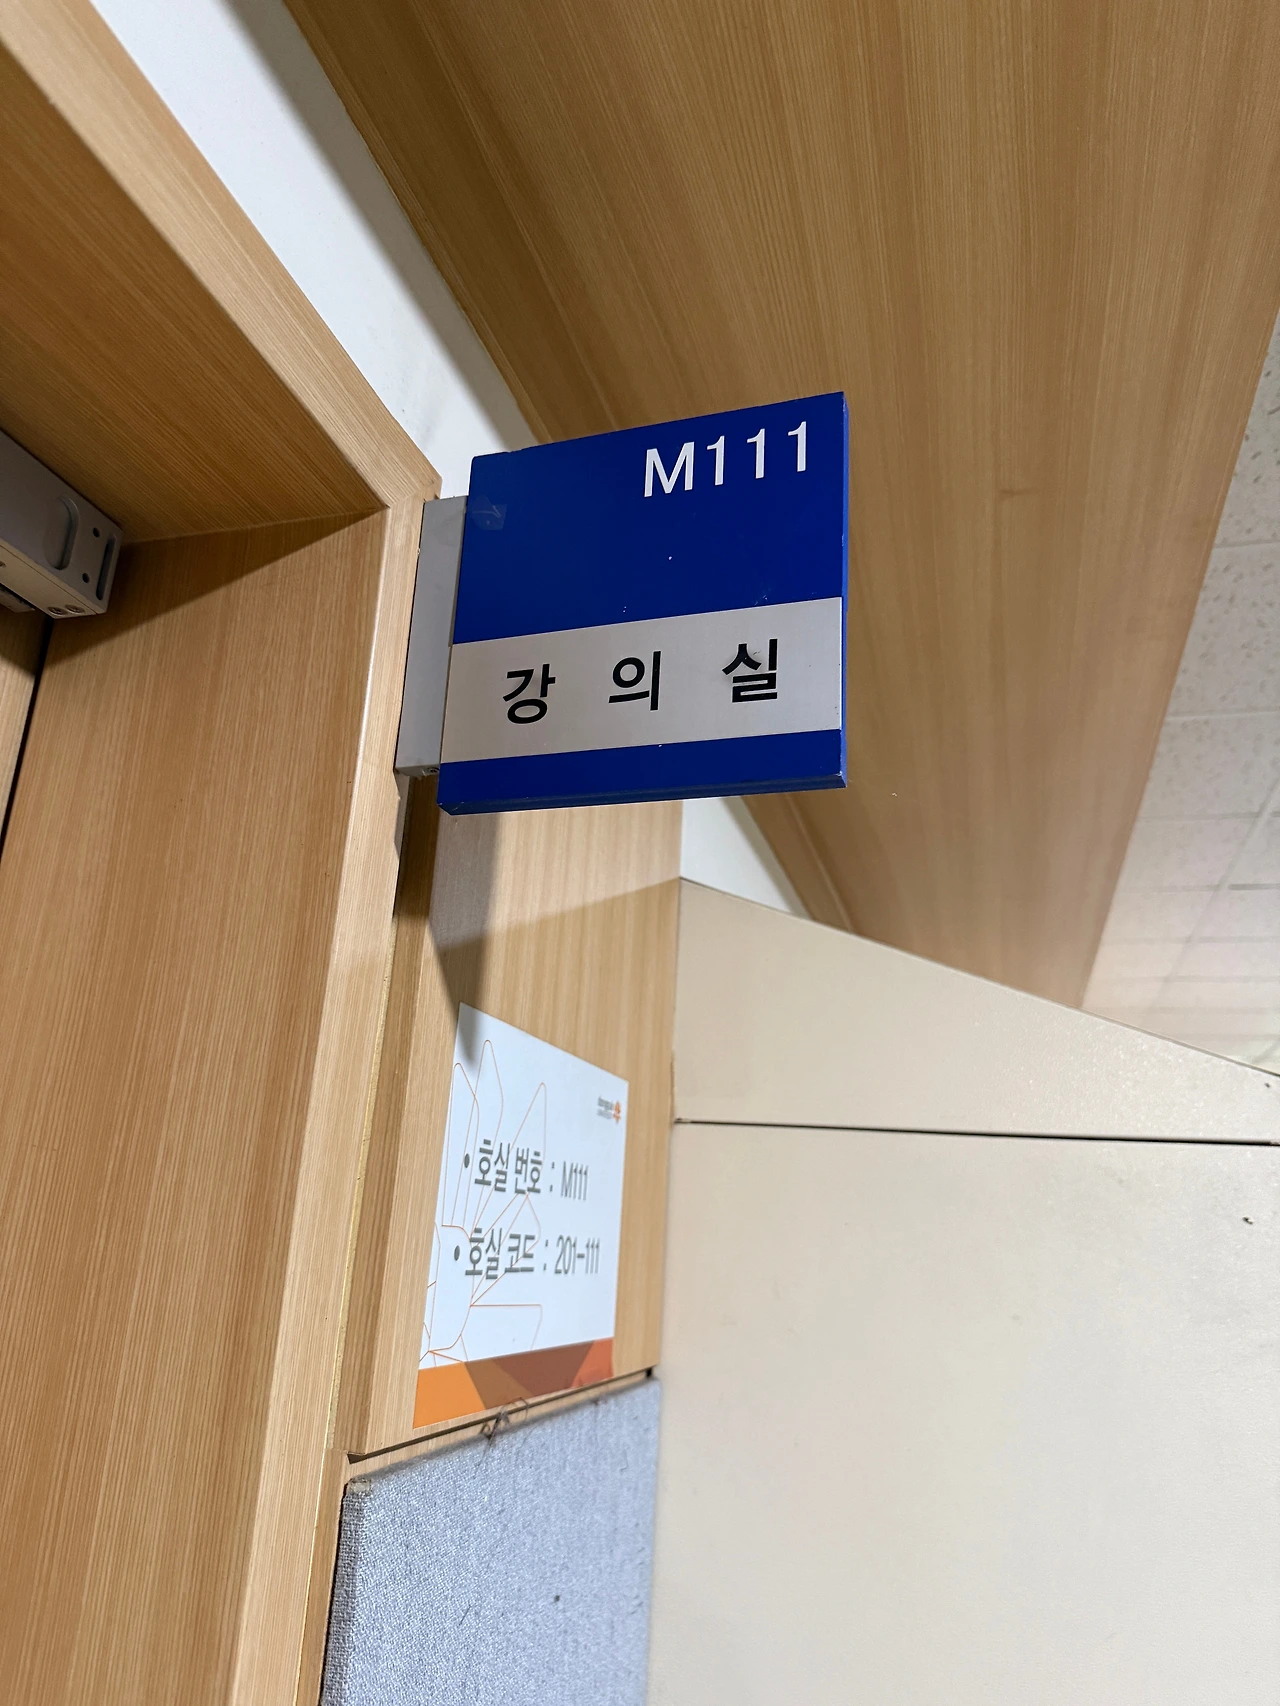 M111
강 의 실
• 호실 번호 : M111
• 호실 코드 : 201-111